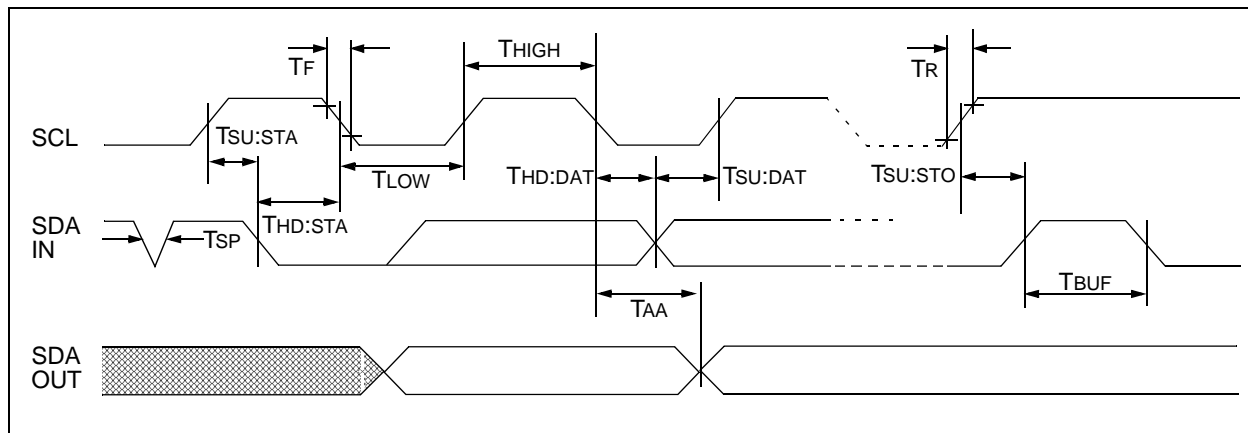 TF
THIGH
TR
SCL
TSU:STA
TLOW
THD:DAT
TSU:DAT
TSU:STO
SDA
IN
TSP
THD:STA
TBUF
TAA
SDA
OUT